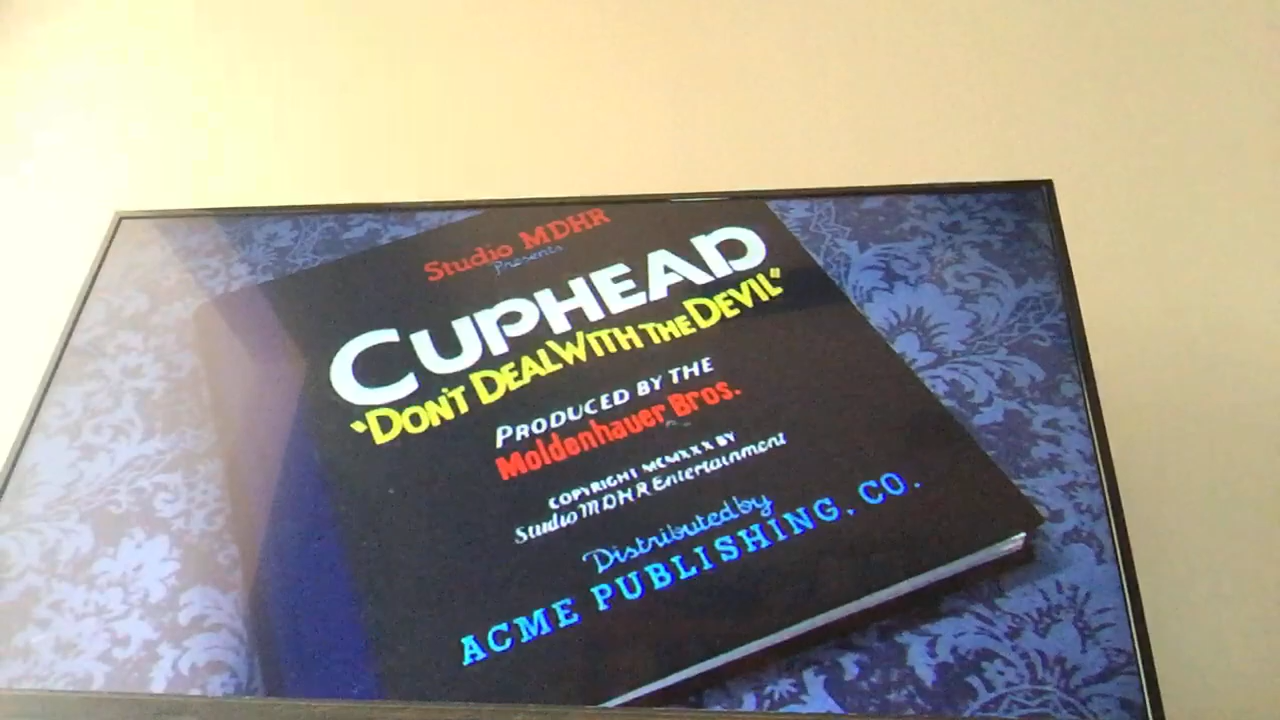 Studio MDHR
Presents
CUPHEAD
"DON'T DEAL WITH THE DEVIL"
PRODUCED BY THE
Moldenhauer Bros.
COPYRIGHT MCMXXX BY
Studio MDHR Entertainment
Distributed by
ACME PUBLISHING, CO.